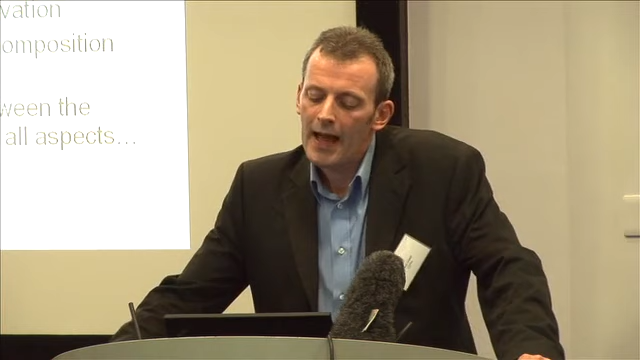 vation
omposition
ween the
all aspects...